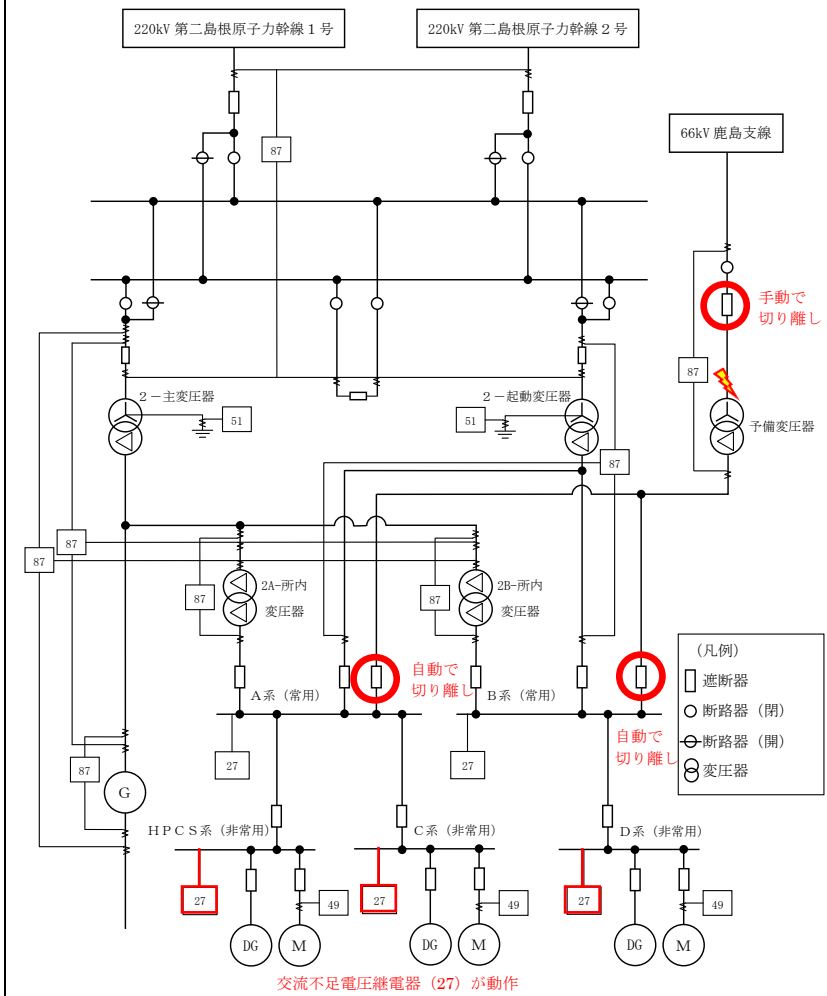 220kV 第二島根原子力幹線１号
220kV 第二島根原子力幹線２号
66kV 鹿島支線
87
手動で
切り離し
87
２－主変圧器
51
２－起動変圧器
51
予備変圧器
87
87
87
87
2A-所内
変圧器
87
2B-所内
変圧器
自動で
切り離し
Ａ系（常用）
Ｂ系（常用）
自動で
切り離し
（凡例）
遮断器
断路器（閉）
断路器（開）
変圧器
27
27
87
G
ＨＰＣＳ系（非常用）
Ｃ系（非常用）
Ｄ系（非常用）
27
49
27
49
27
49
DG
M
DG
M
DG
M
交流不足電圧継電器（27）が動作